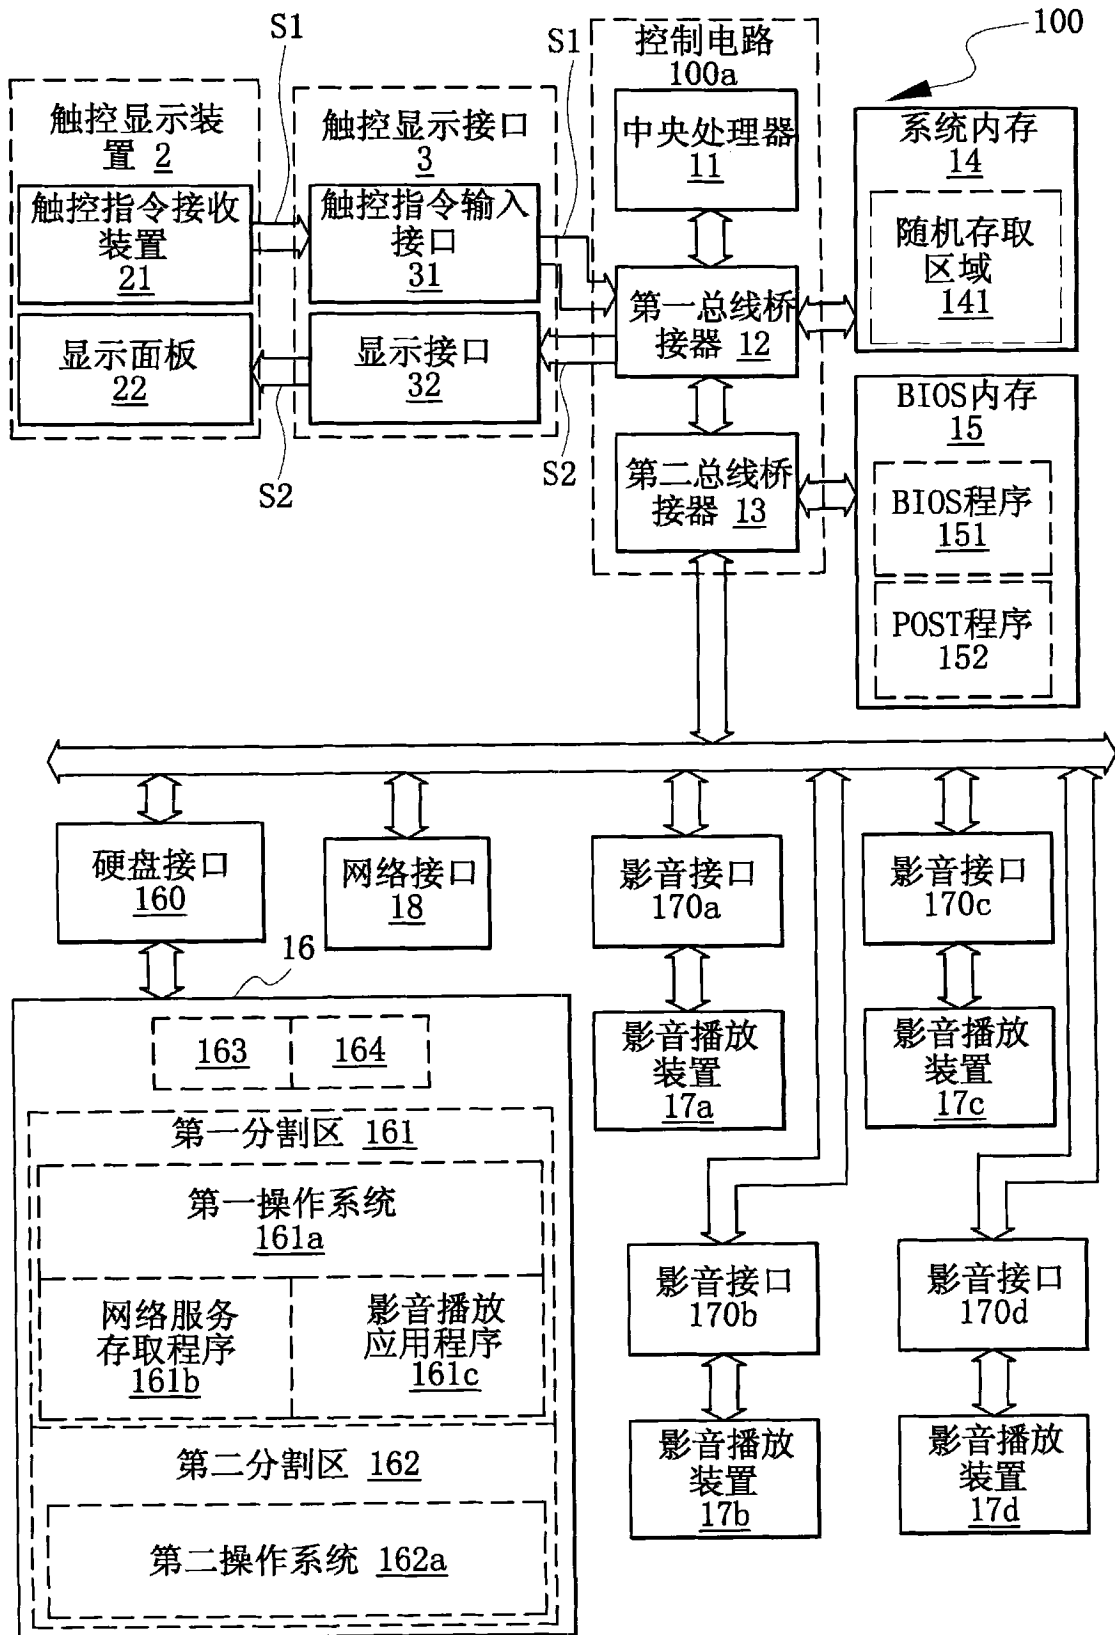 S1
S1
100
控制电路
100a
触控显示装
置 2
触控显示接口
3
中央处理器
11
系统内存
14
触控指令接收
装置
21
触控指令输入
接口
31
随机存取
区域
141
第一总线桥
接器 12
显示面板
22
显示接口
32
BIOS内存
15
S2
S2
第二总线桥
接器 13
BIOS程序
151
POST程序
152
硬盘接口
160
网络接口
18
影音接口
170a
影音接口
170c
16
163
164
影音播放
装置
17a
影音播放
装置
17c
第一分割区 161
第一操作系统
161a
网络服务
存取程序
161b
影音播放
应用程序
161c
影音接口
170b
影音接口
170d
第二分割区 162
第二操作系统 162a
影音播放
装置
17b
影音播放
装置
17d